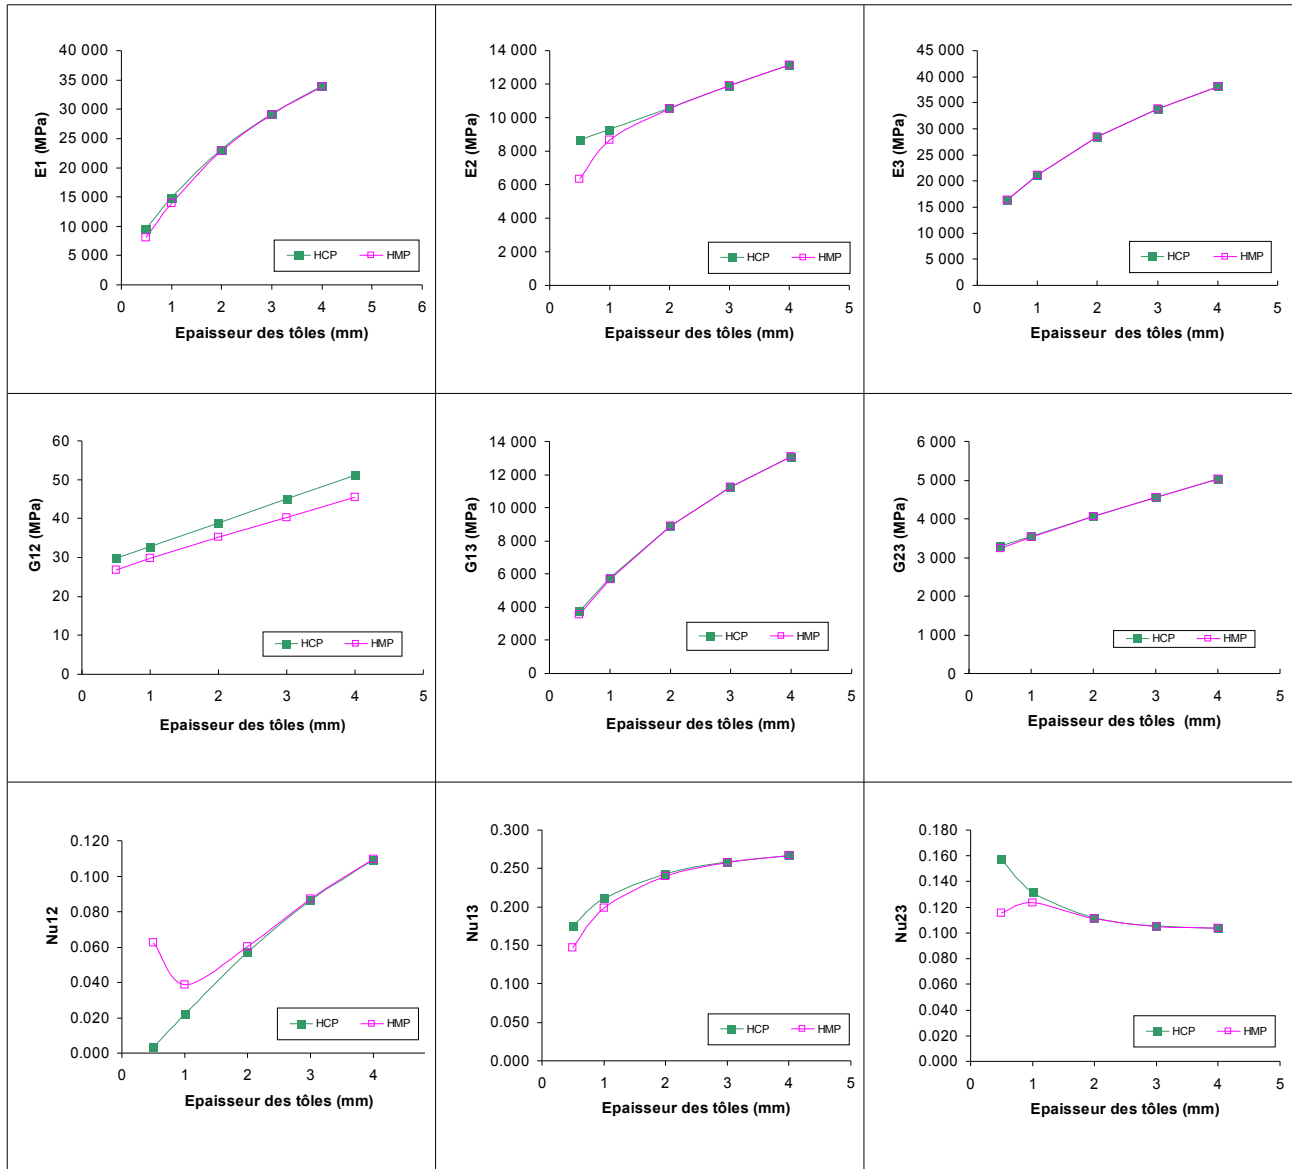 E1 (MPa)
40 000
35 000
30 000
25 000
20 000
15 000
10 000
5 000
0
0 1 2 3 4 5 6
Epaisseur des tôles (mm)
HCP HMP
E2 (MPa)
14 000
12 000
10 000
8 000
6 000
4 000
2 000
0
0 1 2 3 4 5
Epaisseur des tôles (mm)
HCP HMP
E3 (MPa)
45 000
40 000
35 000
30 000
25 000
20 000
15 000
10 000
5 000
0
0 1 2 3 4 5
Epaisseur des tôles (mm)
HCP HMP
G12 (MPa)
60
50
40
30
20
10
0
0 1 2 3 4 5
Epaisseur des tôles (mm)
HCP HMP
G13 (MPa)
14 000
12 000
10 000
8 000
6 000
4 000
2 000
0
0 1 2 3 4 5
Epaisseur des tôles (mm)
HCP HMP
G23 (MPa)
6 000
5 000
4 000
3 000
2 000
1 000
0
0 1 2 3 4 5
Epaisseur des tôles (mm)
HCP HMP
Nu12
0.120
0.100
0.080
0.060
0.040
0.020
0.000
0 1 2 3 4
Epaisseur des tôles (mm)
HCP HMP
Nu13
0.300
0.250
0.200
0.150
0.100
0.050
0.000
0 1 2 3 4 5
Epaisseur des tôles (mm)
HCP HMP
Nu23
0.180
0.160
0.140
0.120
0.100
0.080
0.060
0.040
0.020
0.000
0 1 2 3 4 5
Epaisseur des tôles (mm)
HCP HMP